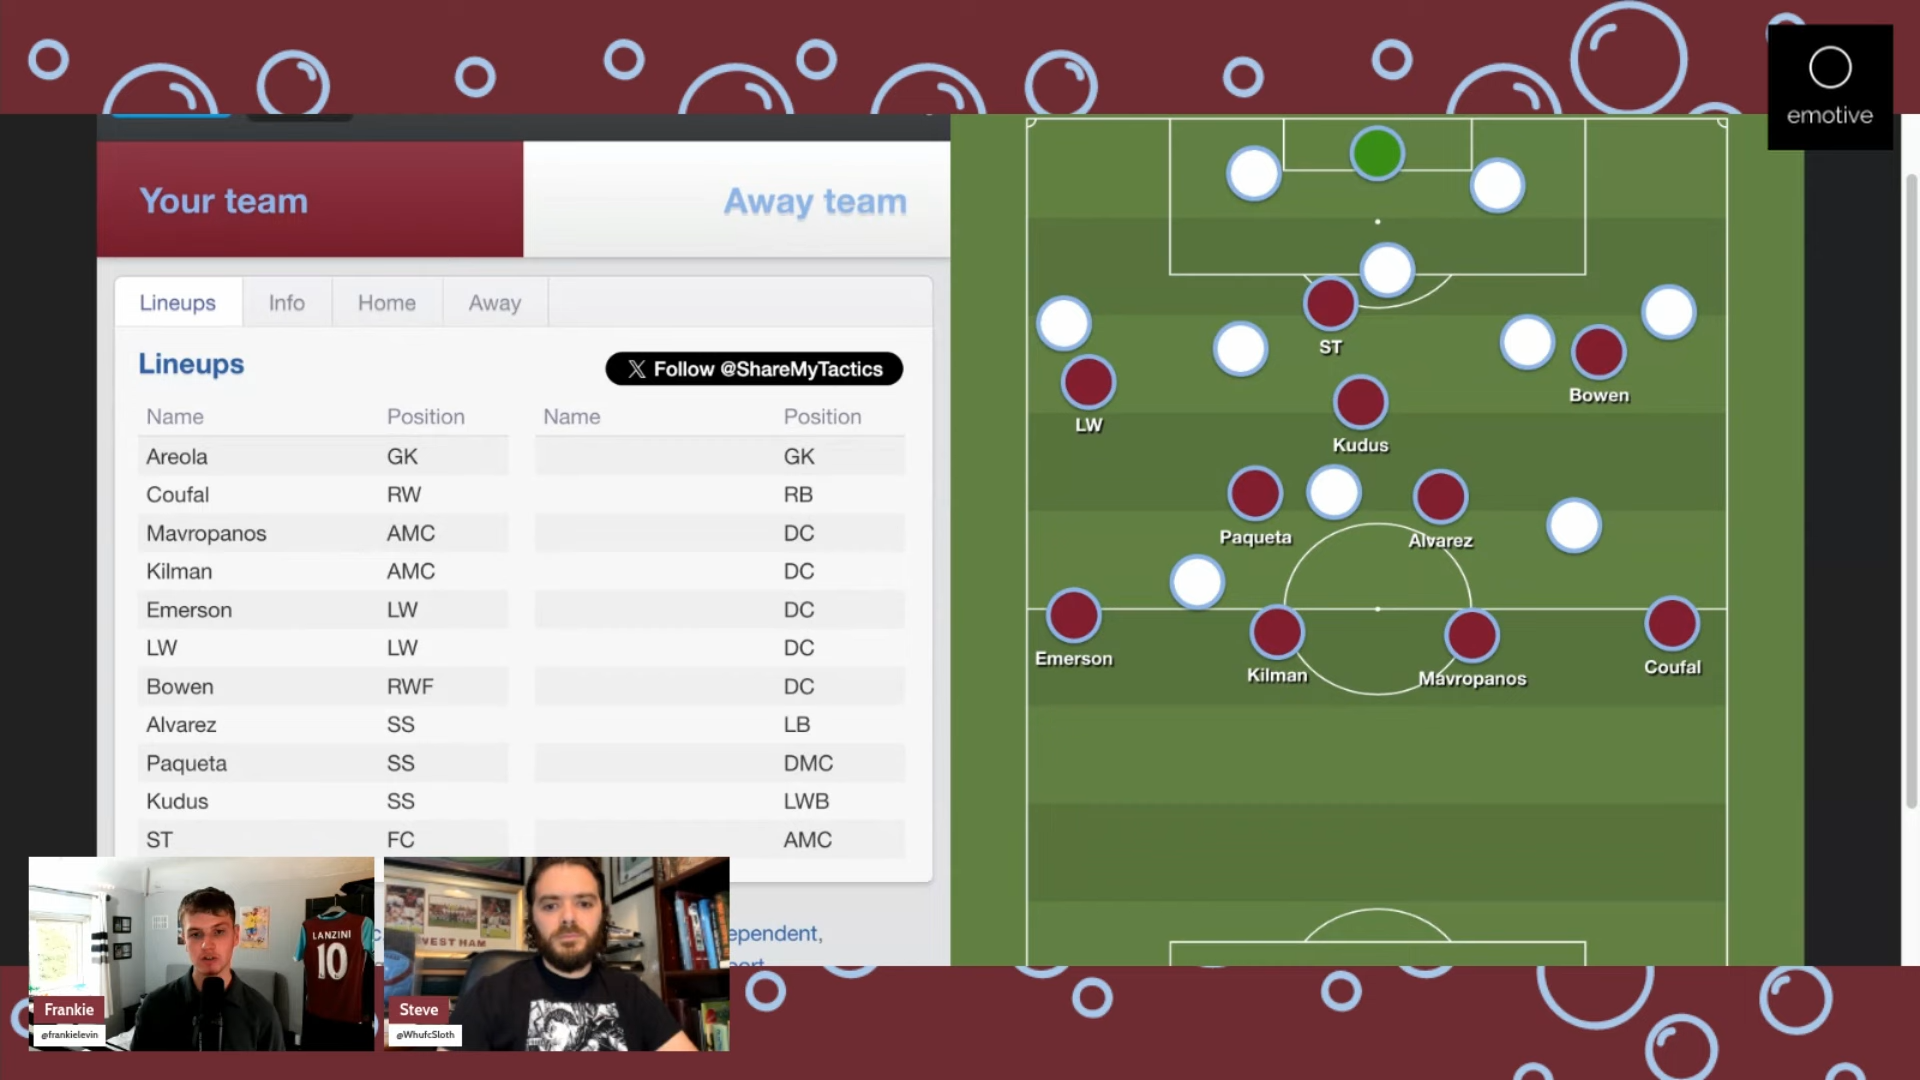 emotive
Your team
Away team
Lineups Info Home Away
Lineups
X Follow @ShareMyTactics
Name Position Name Position
Areola GK GK
Coufal RW RB
Mavropanos AMC DC
Kilman AMC DC
Emerson LW DC
LW LW DC
Bowen RWF DC
Alvarez SS LB
Paqueta SS DMC
Kudus SS LWB
ST FC AMC
ependent,
ST
Bowen
LW
Kudus
Paqueta
Alvarez
Emerson
Kilman
Mavropanos
Coufal
LANZINI
10
WEST HAM
Frankie
@frankielevin
Steve
@WhufcSloth